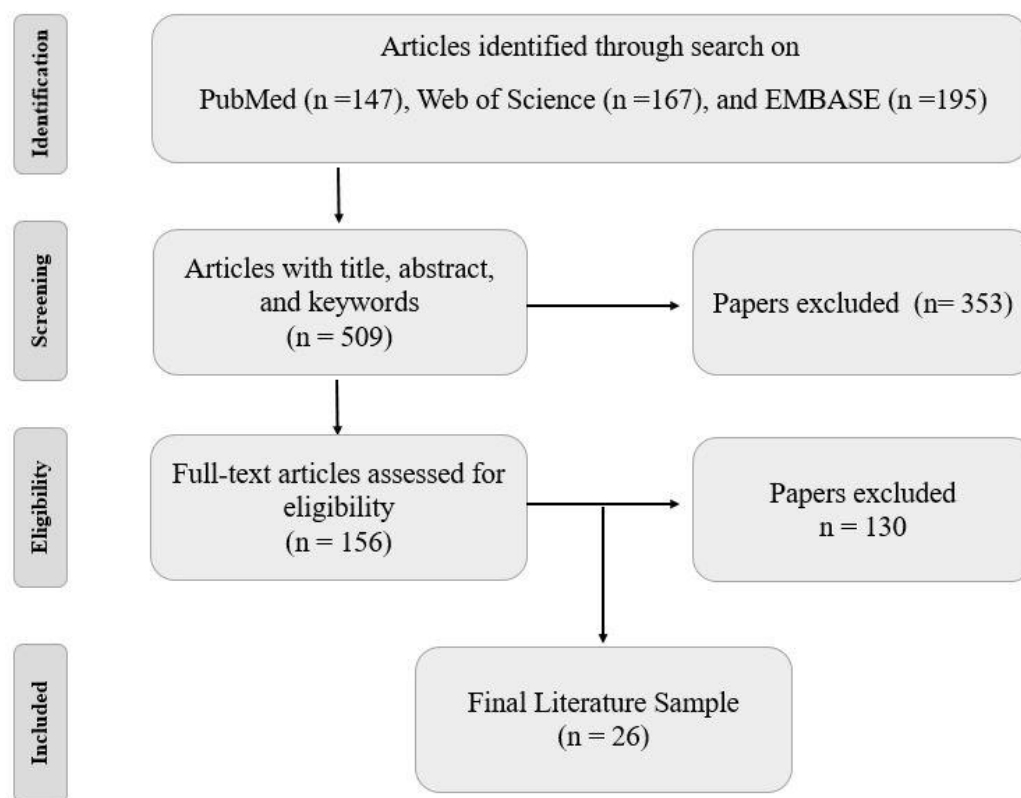 Identification
Articles identified through search on
PubMed (n =147), Web of Science (n =167), and EMBASE (n =195)
Screening
Articles with title, abstract,
and keywords
(n = 509)
Papers excluded (n= 353)
Eligibility
Full-text articles assessed for
eligibility
(n = 156)
Papers excluded
n = 130
Included
Final Literature Sample
(n = 26)